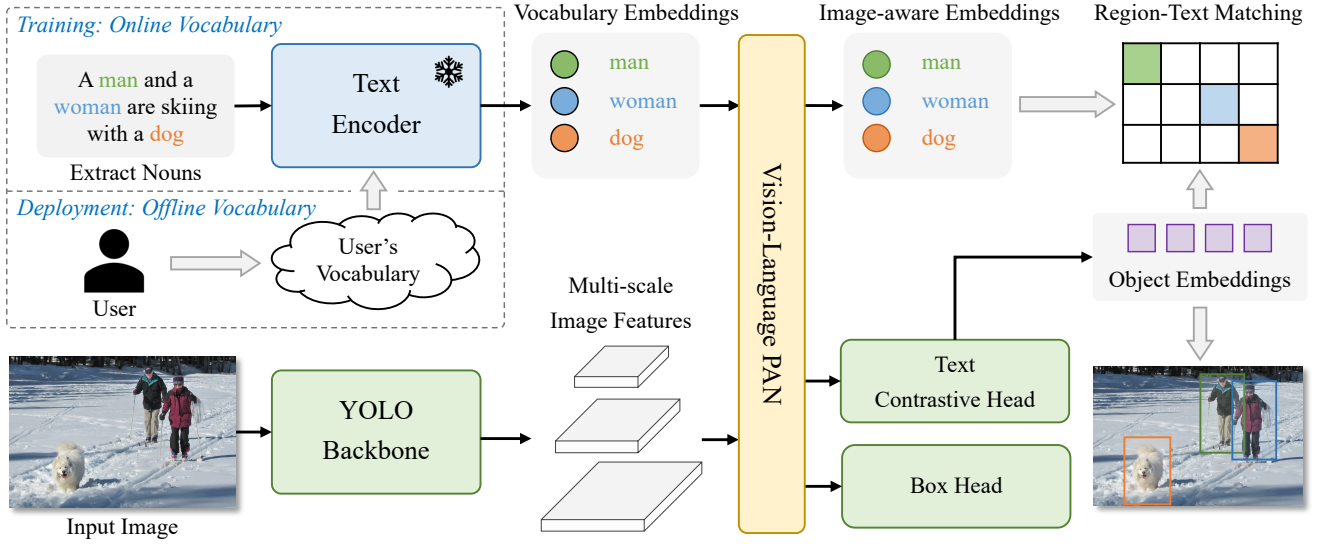 Training: Online Vocabulary
A man and a
woman are skiing
with a dog
Extract Nouns
Text
Encoder
Deployment: Offline Vocabulary
User
User's
Vocabulary
Vocabulary Embeddings
man
woman
dog
Image-aware Embeddings
man
woman
dog
Region-Text Matching
Input Image
YOLO
Backbone
Multi-scale
Image Features
Vision-Language PAN
Text
Contrastive Head
Box Head
Object Embeddings